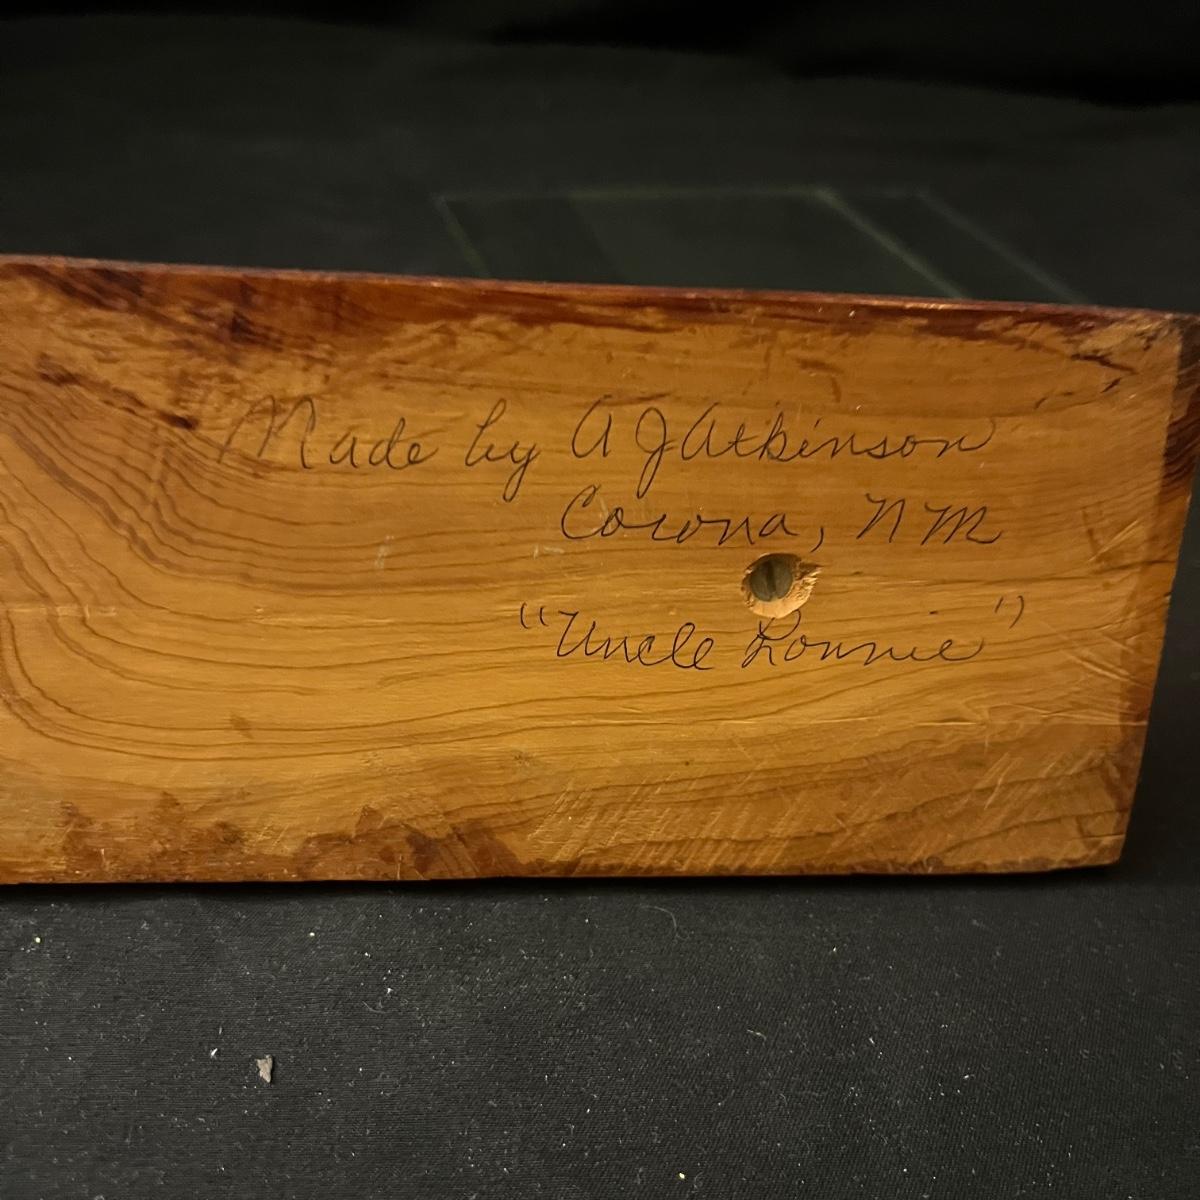 Made by A J Atkinson
Corona, NM
"Uncle Lonnie"